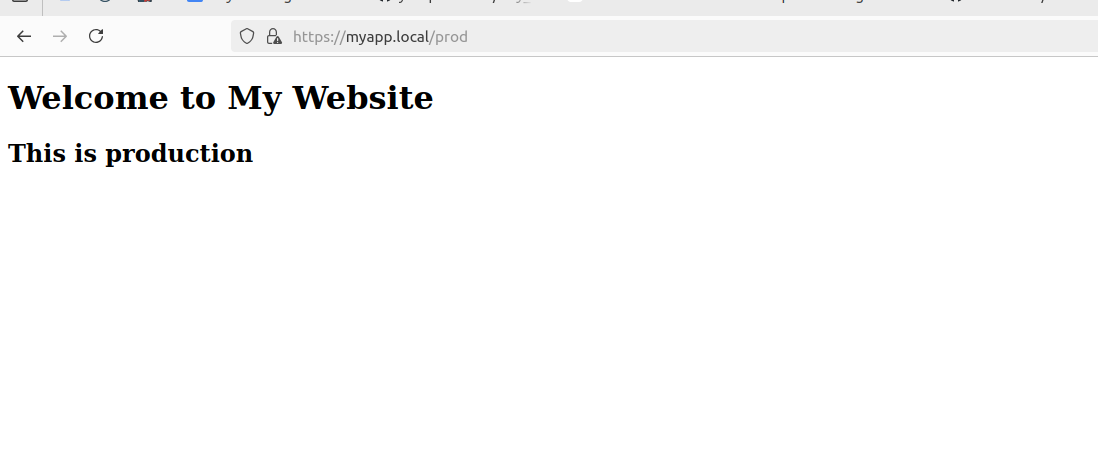 https://myapp.local/prod
Welcome to My Website
This is production